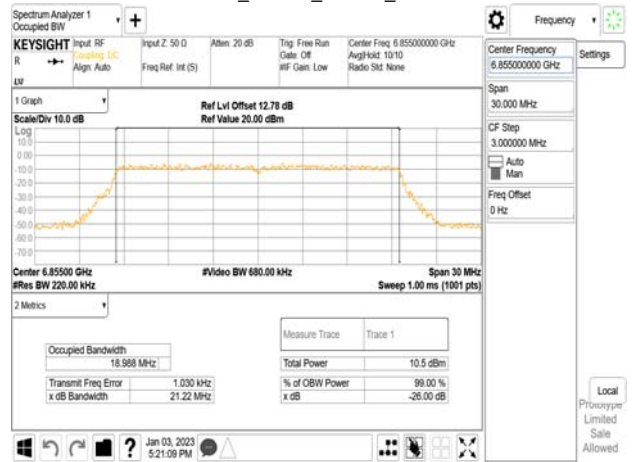 Spectrum Analyzer 1
Occupied BW
Frequency
KEYSIGHT
Input: RF
Coupling: DC
Align: Auto
Input Z: 50 Ω
Freq Ref: Int (S)
Atten: 20 dB
Trig: Free Run
Gate: Off
#IF Gain: Low
Center Freq: 6.855000000 GHz
Avg|Hold: 10/10
Radio Std: None
R
LXI
Center Frequency
6.855000000 GHz
Settings
Span
30.000 MHz
CF Step
3.000000 MHz
Auto
Man
Freq Offset
0 Hz
1 Graph
Scale/Div 10.0 dB
Ref Lvl Offset 12.78 dB
Ref Value 20.00 dBm
Log
10.0
0.00
-10.0
-20.0
-30.0
-40.0
-50.0
-60.0
-70.0
Center 6.85500 GHz
#Res BW 220.00 kHz
#Video BW 680.00 kHz
Span 30 MHz
Sweep 1.00 ms (1001 pts)
2 Metrics
Measure Trace
Trace 1
Occupied Bandwidth
18.988 MHz
Total Power
10.5 dBm
Transmit Freq Error
1.030 kHz
% of OBW Power
99.00 %
x dB Bandwidth
21.22 MHz
x dB
-26.00 dB
Local
Prototype
Limited
Sale
Allowed
Jan 03, 2023
5:21:09 PM